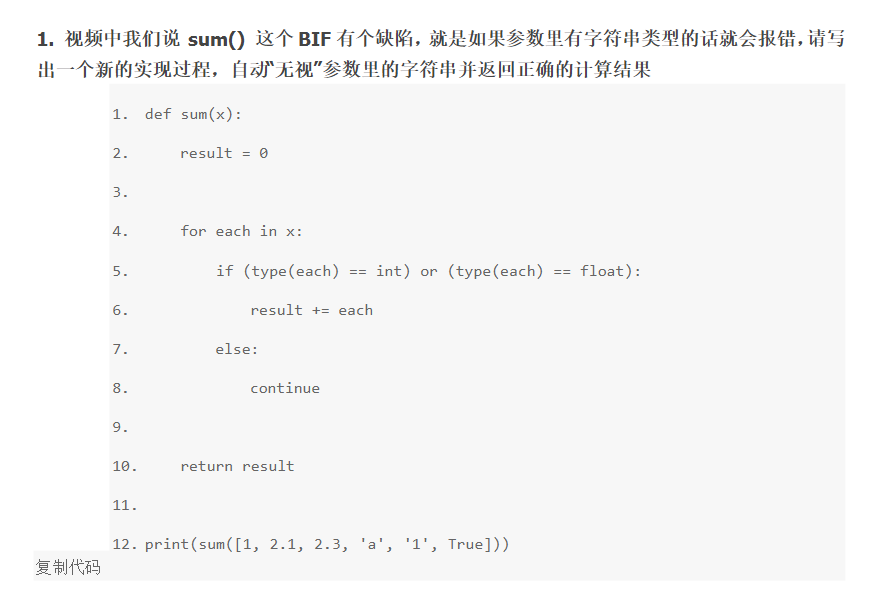 1. 视频中我们说 sum() 这个 BIF 有个缺陷，就是如果参数里有字符串类型的话就会报错，请写
出一个新的实现过程，自动“无视”参数里的字符串并返回正确的计算结果
1. def sum(x):
2.     result = 0
3.
4.     for each in x:
5.         if (type(each) == int) or (type(each) == float):
6.             result += each
7.         else:
8.             continue
9.
10.     return result
11.
12. print(sum([1, 2.1, 2.3, 'a', '1', True]))
复制代码